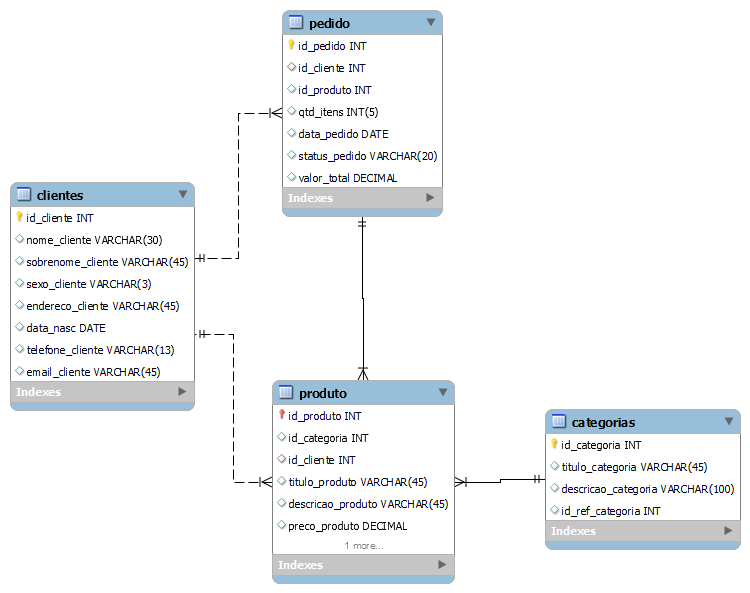 pedido
id_pedido INT
id_cliente INT
id_produto INT
qtd_itens INT(5)
data_pedido DATE
status_pedido VARCHAR(20)
valor_total DECIMAL
Indexes
clientes
id_cliente INT
nome_cliente VARCHAR(30)
sobrenome_cliente VARCHAR(45)
sexo_cliente VARCHAR(3)
endereco_cliente VARCHAR(45)
data_nasc DATE
telefone_cliente VARCHAR(13)
email_cliente VARCHAR(45)
Indexes
produto
id_produto INT
id_categoria INT
id_cliente INT
titulo_produto VARCHAR(45)
descricao_produto VARCHAR(45)
preco_produto DECIMAL
1 more...
Indexes
categorias
id_categoria INT
titulo_categoria VARCHAR(45)
descricao_categoria VARCHAR(100)
id_ref_categoria INT
Indexes